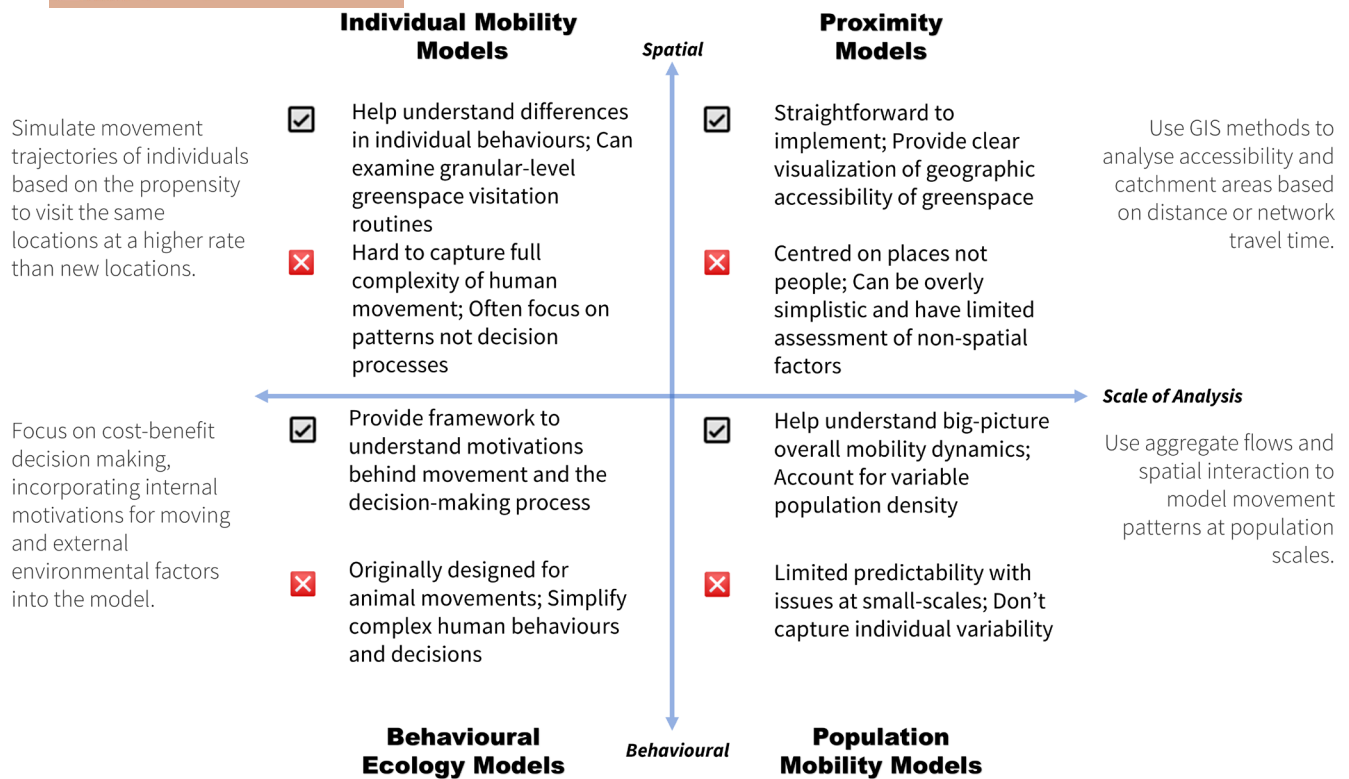 Individual Mobility
Models
Proximity
Models
Spatial
Simulate movement
trajectories of individuals
based on the propensity
to visit the same
locations at a higher rate
than new locations.
Help understand differences
in individual behaviours; Can
examine granular-level
greenspace visitation
routines
Hard to capture full
complexity of human
movement; Often focus on
patterns not decision
processes
Straightforward to
implement; Provide clear
visualization of geographic
accessibility of greenspace
Centred on places not
people; Can be overly
simplistic and have limited
assessment of non-spatial
factors
Use GIS methods to
analyse accessibility and
catchment areas based
on distance or network
travel time.
Scale of Analysis
Focus on cost-benefit
decision making,
incorporating internal
motivations for moving
and external
environmental factors
into the model.
Provide framework to
understand motivations
behind movement and the
decision-making process
Originally designed for
animal movements; Simplify
complex human behaviours
and decisions
Help understand big-picture
overall mobility dynamics;
Account for variable
population density
Limited predictability with
issues at small-scales; Don't
capture individual variability
Use aggregate flows and
spatial interaction to
model movement
patterns at population
scales.
Behavioural
Ecology Models
Behavioural
Population
Mobility Models